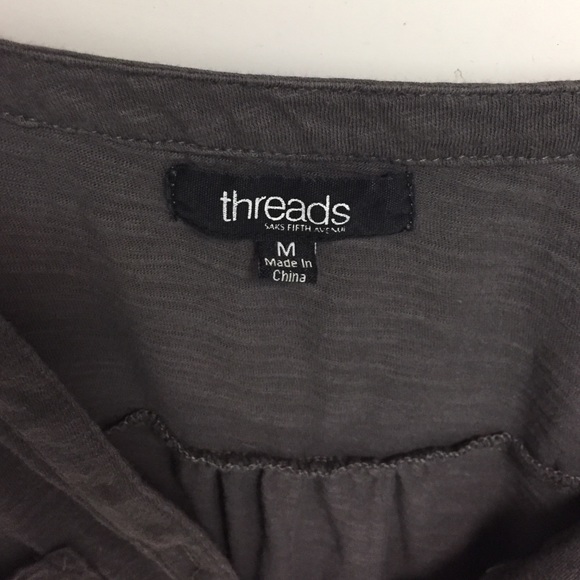 threads
SAKS FIFTH AVENUE
M
Made In
China